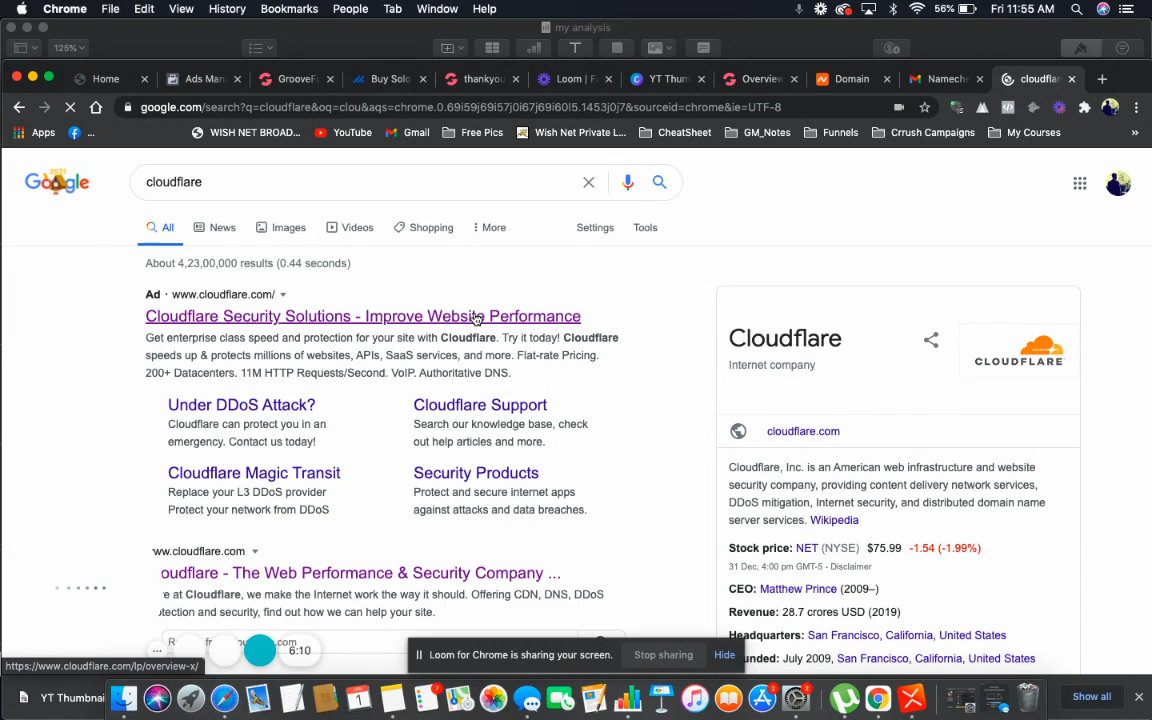 Chrome File Edit View History Bookmarks People Tab Window Help 56% Fri 11:55 AM
my analysis
125%
Home Ads Man GrooveFu Buy Solo thankyou Loom | Fr YT Thum Overview Domain Namech cloudflar
google.com/search?q=cloudflare&oq=clou&aqs=chrome.0.69i59j69i57j0i67j69i60l5.1453j0j7&sourceid=chrome&ie=UTF-8
Apps ... WISH NET BROAD... YouTube Gmail Free Pics Wish Net Private L... CheatSheet GM_Notes Funnels Crrush Campaigns My Courses »
2021
Google
cloudflare
All News Images Videos Shopping More Settings Tools
About 4,23,00,000 results (0.44 seconds)
Ad · www.cloudflare.com/
Cloudflare Security Solutions - Improve Website Performance
Get enterprise class speed and protection for your site with Cloudflare. Try it today! Cloudflare
speeds up & protects millions of websites, APIs, SaaS services, and more. Flat-rate Pricing.
200+ Datacenters. 11M HTTP Requests/Second. VoIP. Authoritative DNS.
Under DDoS Attack?
Cloudflare can protect you in an
emergency. Contact us today!
Cloudflare Support
Search our knowledge base, check
out help articles and more.
Cloudflare Magic Transit
Replace your L3 DDoS provider
Protect your network from DDoS
Security Products
Protect and secure internet apps
against attacks and data breaches.
ww.cloudflare.com
oudflare - The Web Performance & Security Company ...
re at Cloudflare, we make the Internet work the way it should. Offering CDN, DNS, DDoS
otection and security, find out how we can help your site.
Cloudflare
Internet company
CLOUDFLARE
cloudflare.com
Cloudflare, Inc. is an American web infrastructure and website
security company, providing content delivery network services,
DDoS mitigation, Internet security, and distributed domain name
server services. Wikipedia
Stock price: NET (NYSE) $75.99 -1.54 (-1.99%)
31 Dec, 4:00 pm GMT-5 - Disclaimer
CEO: Matthew Prince (2009–)
Revenue: 28.7 crores USD (2019)
Headquarters: San Francisco, California, United States
ounded: July 2009, San Francisco, California, United States
6:10
Loom for Chrome is sharing your screen. Stop sharing Hide
https://www.cloudflare.com/lp/overview-x/
YT Thumbnai
Show all